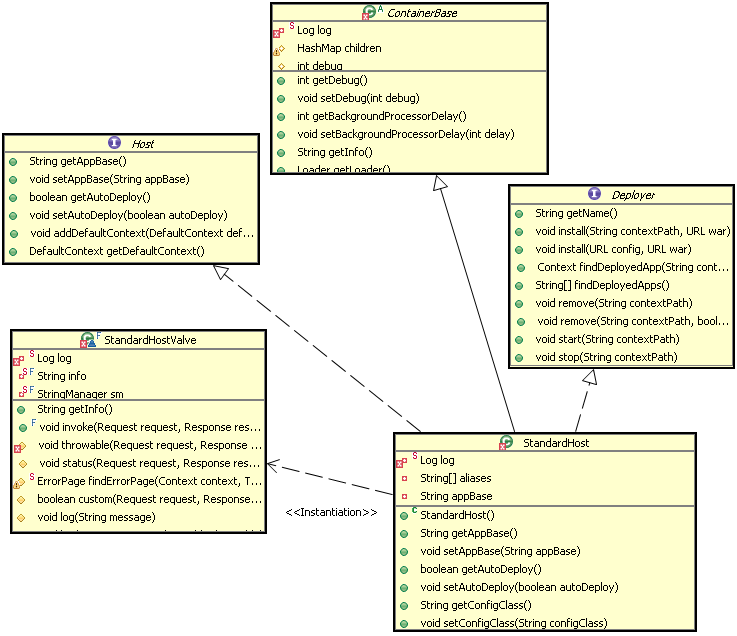 ContainerBase
Log log
HashMap children
int debug
int getDebug()
void setDebug(int debug)
int getBackgroundProcessorDelay()
void setBackgroundProcessorDelay(int delay)
String getInfo()
Loader getLoader()
Host
String getAppBase()
void setAppBase(String appBase)
boolean getAutoDeploy()
void setAutoDeploy(boolean autoDeploy)
void addDefaultContext(DefaultContext def...
DefaultContext getDefaultContext()
Deployer
String getName()
void install(String contextPath, URL war)
void install(URL config, URL war)
Context findDeployedApp(String cont...
String[] findDeployedApps()
void remove(String contextPath)
void remove(String contextPath, bool...
void start(String contextPath)
void stop(String contextPath)
StandardHostValve
Log log
String info
StringManager sm
String getInfo()
void invoke(Request request, Response res...
void throwable(Request request, Response ...
void status(Request request, Response res...
ErrorPage findErrorPage(Context context, T...
boolean custom(Request request, Response...
void log(String message)
<<Instantiation>>
StandardHost
Log log
String[] aliases
String appBase
StandardHost()
String getAppBase()
void setAppBase(String appBase)
boolean getAutoDeploy()
void setAutoDeploy(boolean autoDeploy)
String getConfigClass()
void setConfigClass(String configClass)